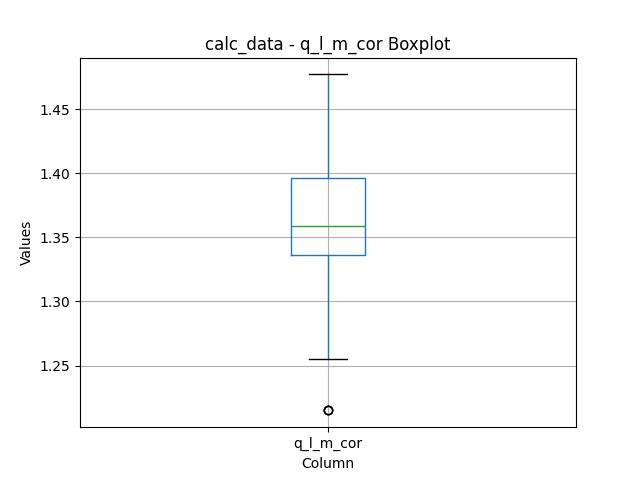 calc_data - q_l_m_cor Boxplot
1.45
1.40
1.35
1.30
1.25
Values
q_l_m_cor
Column